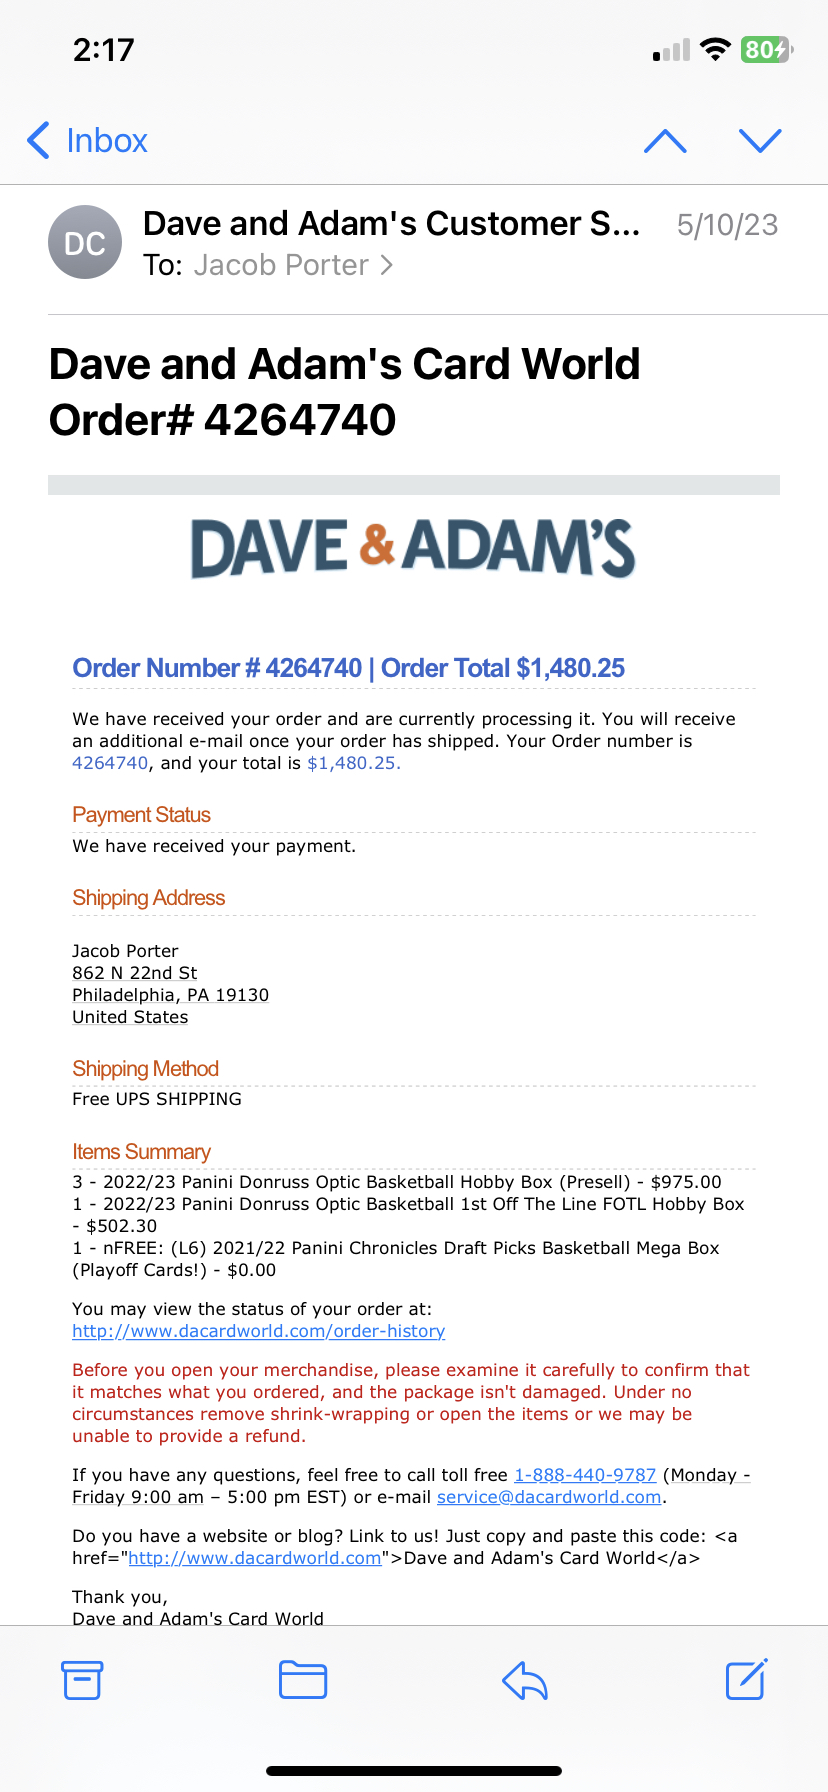 2:17
80
Inbox
DC
Dave and Adam's Customer S... 5/10/23
To: Jacob Porter
Dave and Adam's Card World
Order# 4264740
DAVE & ADAM'S
Order Number # 4264740 | Order Total $1,480.25
We have received your order and are currently processing it. You will receive
an additional e-mail once your order has shipped. Your Order number is
4264740, and your total is $1,480.25.
Payment Status
We have received your payment.
Shipping Address
Jacob Porter
862 N 22nd St
Philadelphia, PA 19130
United States
Shipping Method
Free UPS SHIPPING
Items Summary
3 - 2022/23 Panini Donruss Optic Basketball Hobby Box (Presell) - $975.00
1 - 2022/23 Panini Donruss Optic Basketball 1st Off The Line FOTL Hobby Box
- $502.30
1 - nFREE: (L6) 2021/22 Panini Chronicles Draft Picks Basketball Mega Box
(Playoff Cards!) - $0.00
You may view the status of your order at:
http://www.dacardworld.com/order-history
Before you open your merchandise, please examine it carefully to confirm that
it matches what you ordered, and the package isn't damaged. Under no
circumstances remove shrink-wrapping or open the items or we may be
unable to provide a refund.
If you have any questions, feel free to call toll free 1-888-440-9787 (Monday -
Friday 9:00 am – 5:00 pm EST) or e-mail service@dacardworld.com.
Do you have a website or blog? Link to us! Just copy and paste this code: <a
href="http://www.dacardworld.com">Dave and Adam's Card World</a>
Thank you,
Dave and Adam's Card World